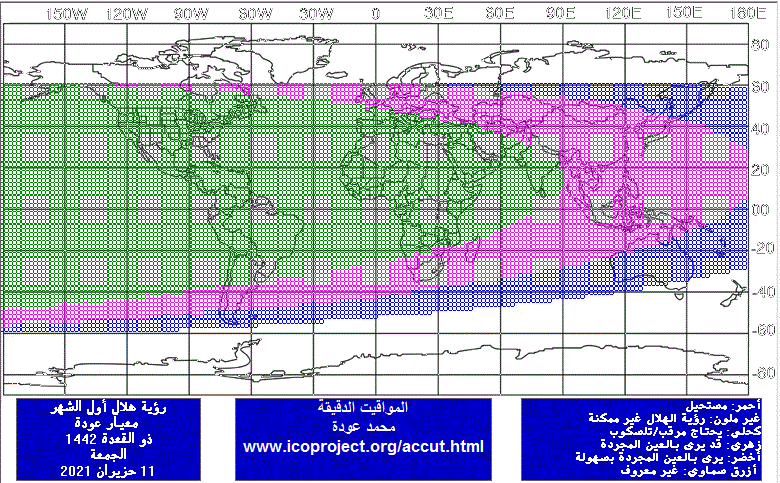 150W 120W 90W 60W 30W 0 30E 60E 90E 120E 150E 180E
80
60
40
20
00
-20
-40
-60
-80
رؤية هلال أول الشهر
معيار عودة
ذو القعدة 1442
الجمعة
11 حزيران 2021
المواقيت الدقيقة
محمد عودة
www.icoproject.org/accut.html
أحمر: مستحيل
غير ملون: رؤية الهلال غير ممكنة
كحلي: يحتاج مرقب/تلسكوب
زهري: قد يرى بالعين المجردة
أخضر: يرى بالعين المجردة بسهولة
أزرق سماوي: غير معروف